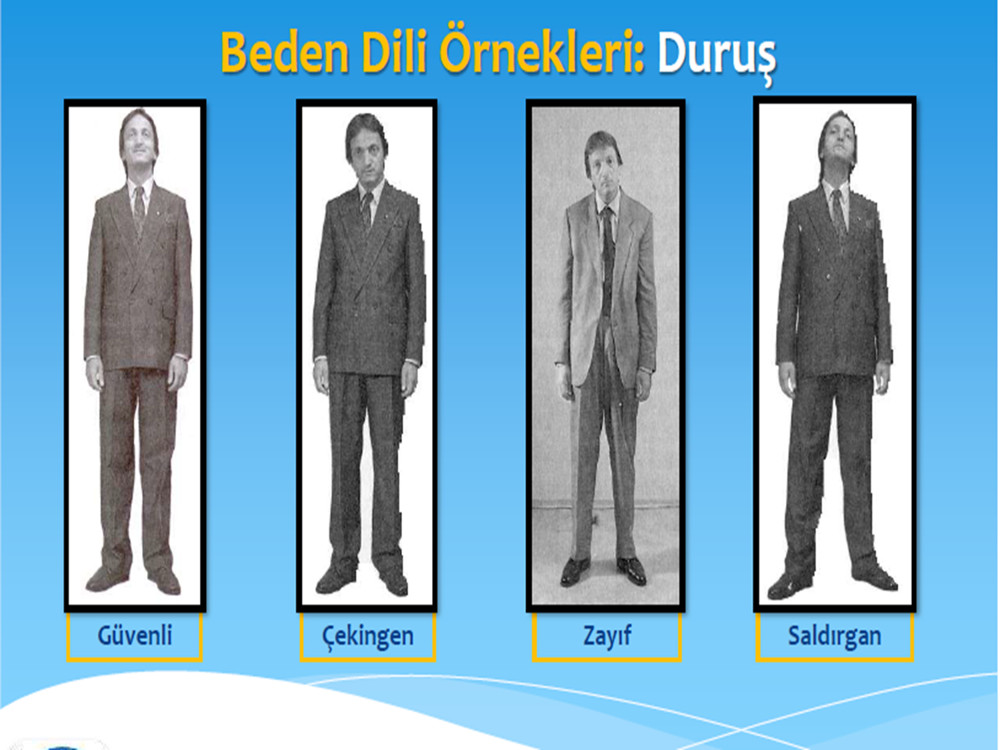 Beden Dili Örnekleri: Duruş
Güvenli
Çekingen
Zayıf
Saldırgan